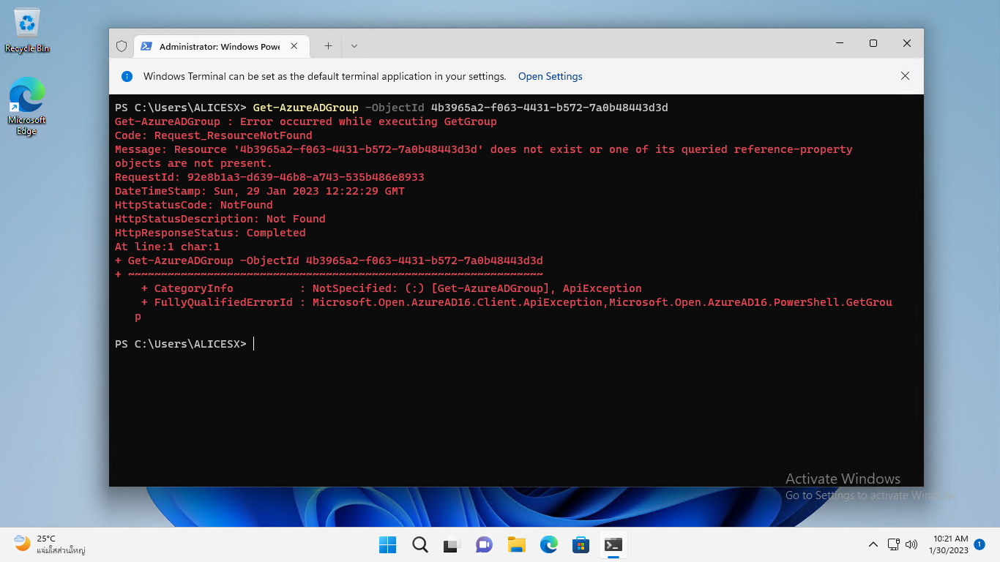 Recycle Bin
Microsoft
Edge
Administrator: Windows Powe
Windows Terminal can be set as the default terminal application in your settings. Open Settings
PS C:\Users\ALICESX> Get-AzureADGroup -ObjectId 4b3965a2-f063-4431-b572-7a0b48443d3d
Get-AzureADGroup : Error occurred while executing GetGroup
Code: Request_ResourceNotFound
Message: Resource '4b3965a2-f063-4431-b572-7a0b48443d3d' does not exist or one of its queried reference-property
objects are not present.
RequestId: 92e8b1a3-d639-46b8-a743-535b486e8933
DateTimeStamp: Sun, 29 Jan 2023 12:22:29 GMT
HttpStatusCode: NotFound
HttpStatusDescription: Not Found
HttpResponseStatus: Completed
At line:1 char:1
+ Get-AzureADGroup -ObjectId 4b3965a2-f063-4431-b572-7a0b48443d3d
+ ~~~~~~~~~~~~~~~~~~~~~~~~~~~~~~~~~~~~~~~~~~~~~~~~~~~~~~~~~~~~~~~
+ CategoryInfo : NotSpecified: (:) [Get-AzureADGroup], ApiException
+ FullyQualifiedErrorId : Microsoft.Open.AzureAD16.Client.ApiException,Microsoft.Open.AzureAD16.PowerShell.GetGrou
p
PS C:\Users\ALICESX>
Activate Windows
Go to Settings to activate Windows
25°C
แจ่มใสส่วนใหญ่
10:21 AM
1/30/2023
1